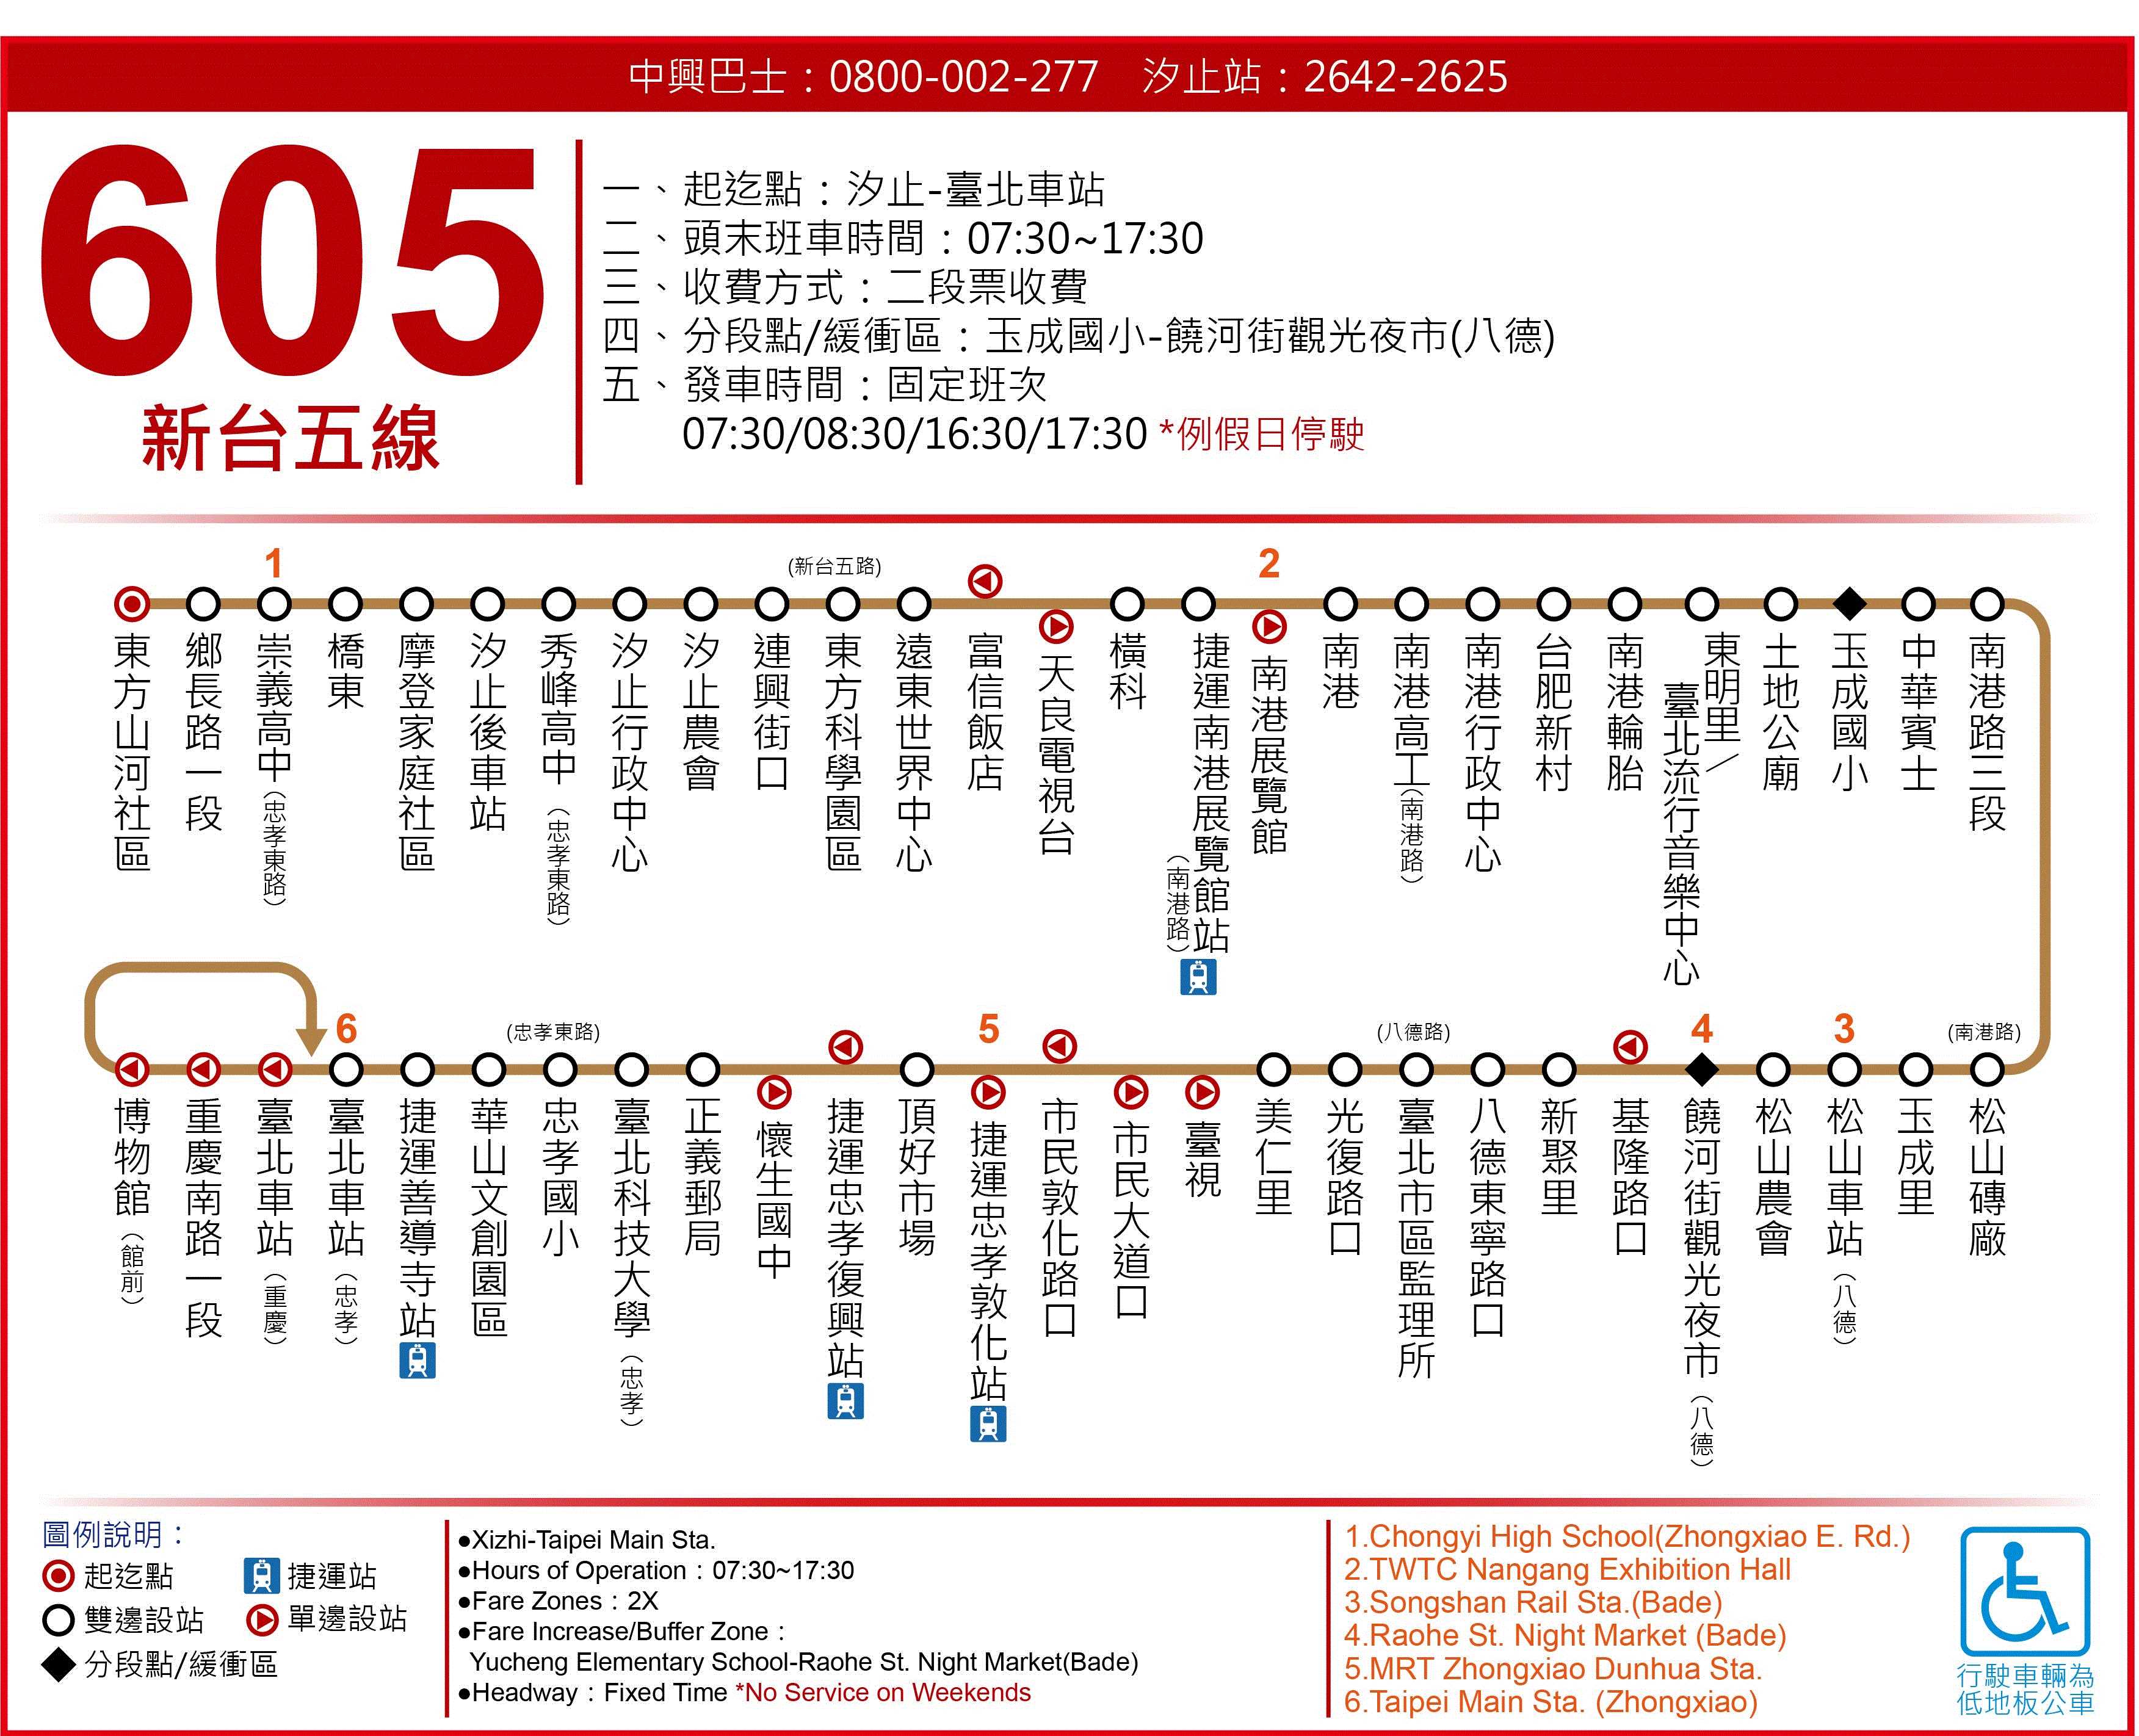 中興巴士：0800-002-277　汐止站：2642-2625
605
新台五線
一、起迄點：汐止-臺北車站
二、頭末班車時間：07:30~17:30
三、收費方式：二段票收費
四、分段點/緩衝區：玉成國小-饒河街觀光夜市(八德)
五、發車時間：固定班次
07:30/08:30/16:30/17:30 *例假日停駛
1
(新台五路)
2
東方山河社區
鄉長路一段
崇義高中（忠孝東路）
橋東
摩登家庭社區
汐止後車站
秀峰高中（忠孝東路）
汐止行政中心
汐止農會
連興街口
東方科學園區
遠東世界中心
富信飯店
天良電視台
橫科
捷運南港展覽館站
（南港路）
南港展覽館
南港
南港高工（南港路）
南港行政中心
台肥新村
南港輪胎
東明里／
臺北流行音樂中心
土地公廟
玉成國小
中華賓士
南港路三段
6
(忠孝東路)
5
(八德路)
4
3
(南港路)
博物館（館前）
重慶南路一段
臺北車站（重慶）
臺北車站（忠孝）
捷運善導寺站
華山文創園區
忠孝國小
臺北科技大學（忠孝）
正義郵局
懷生國中
捷運忠孝復興站
頂好市場
捷運忠孝敦化站
市民敦化路口
市民大道口
臺視
美仁里
光復路口
臺北市區監理所
八德東寧路口
新聚里
基隆路口
饒河街觀光夜市（八德）
松山農會
松山車站（八德）
玉成里
松山磚廠
圖例說明：
起迄點
捷運站
雙邊設站
單邊設站
分段點/緩衝區
●Xizhi-Taipei Main Sta.
●Hours of Operation：07:30~17:30
●Fare Zones：2X
●Fare Increase/Buffer Zone：
Yucheng Elementary School-Raohe St. Night Market(Bade)
●Headway：Fixed Time *No Service on Weekends
1.Chongyi High School(Zhongxiao E. Rd.)
2.TWTC Nangang Exhibition Hall
3.Songshan Rail Sta.(Bade)
4.Raohe St. Night Market (Bade)
5.MRT Zhongxiao Dunhua Sta.
6.Taipei Main Sta. (Zhongxiao)
行駛車輛為
低地板公車